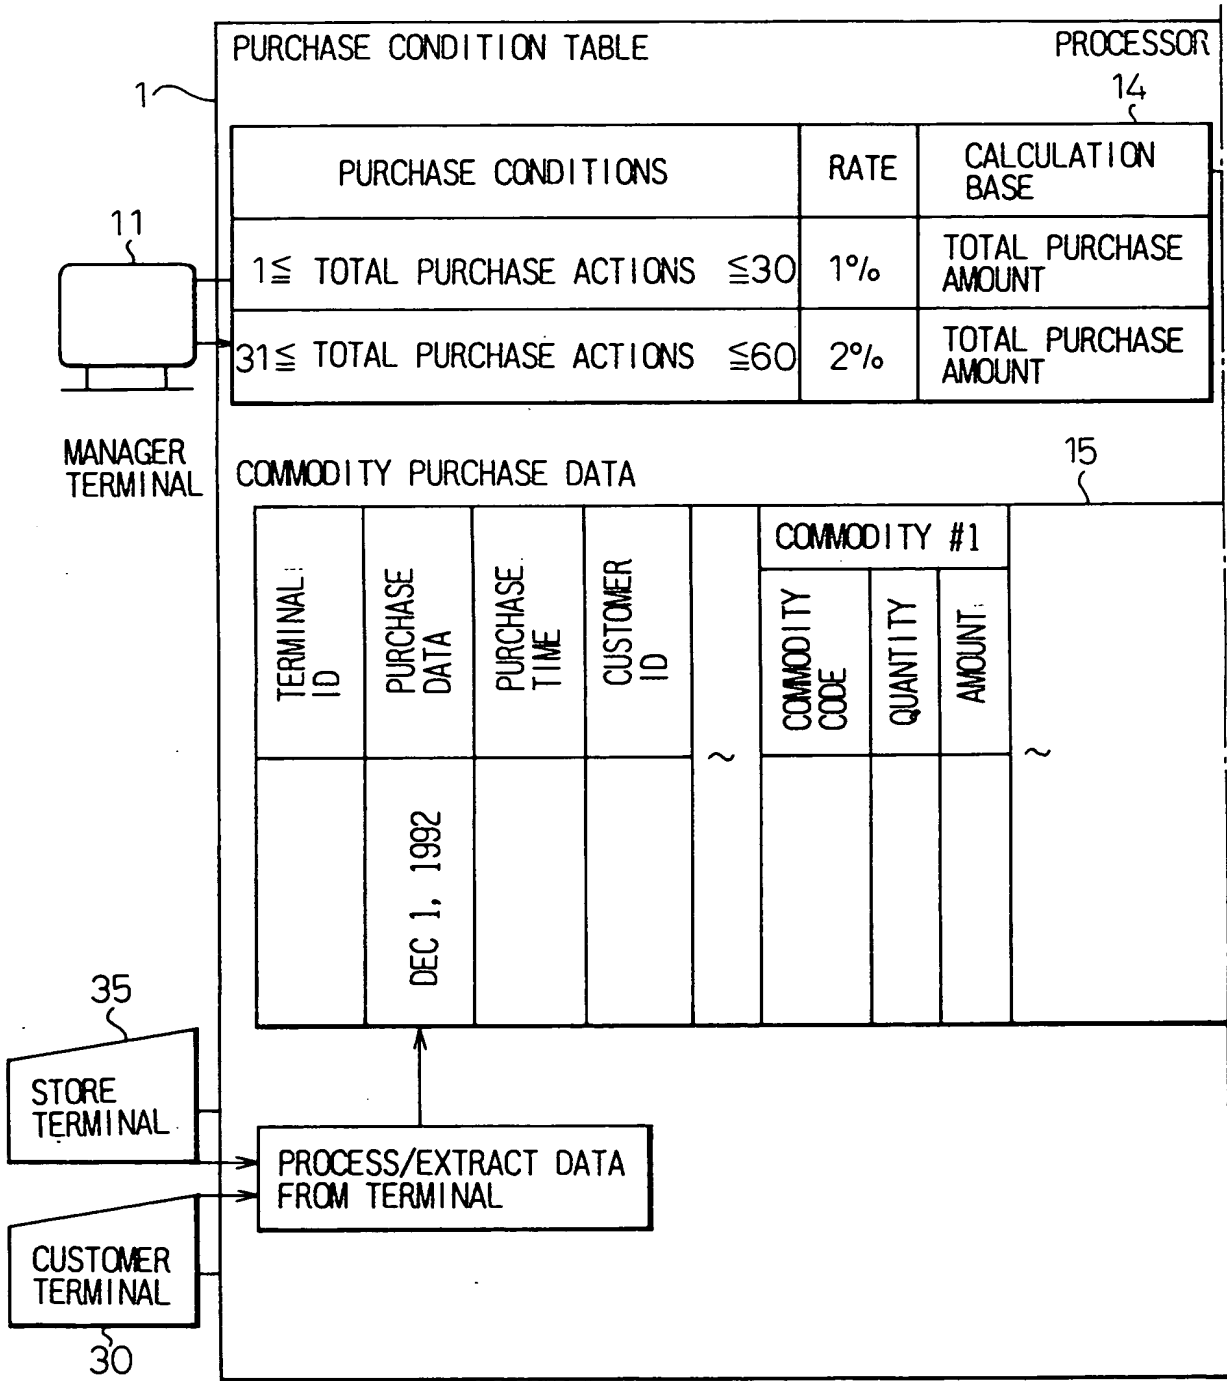 PURCHASE CONDITION TABLE
PROCESSOR
1
14
PURCHASE CONDITIONS
RATE
CALCULATION
BASE
11
1≦ TOTAL PURCHASE ACTIONS ≦30
1%
TOTAL PURCHASE
AMOUNT
31≦ TOTAL PURCHASE ACTIONS ≦60
2%
TOTAL PURCHASE
AMOUNT
MANAGER
TERMINAL
COMMODITY PURCHASE DATA
15
TERMINAL
ID
PURCHASE
DATA
PURCHASE
TIME
CUSTOMER
ID
~
COMMODITY #1
COMMODITY
CODE
QUANTITY
AMOUNT
~
DEC 1, 1992
35
STORE
TERMINAL
PROCESS/EXTRACT DATA
FROM TERMINAL
CUSTOMER
TERMINAL
30